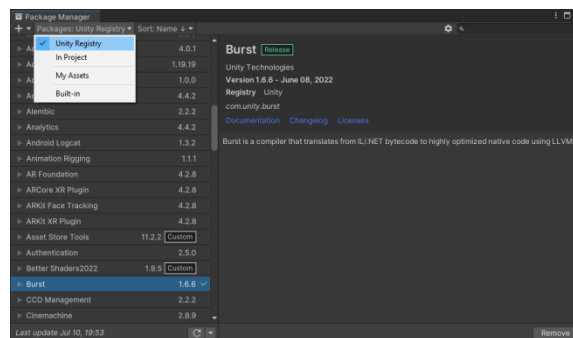 Package Manager
Packages: Unity Registry Sort: Name ↓
Unity Registry
In Project
My Assets
Built-in
4.0.1
1.19.19
1.0.0
4.4.2
Alembic 2.2.2
Analytics 4.4.2
Android Logcat 1.3.2
Animation Rigging 1.1.1
AR Foundation 4.2.8
ARCore XR Plugin 4.2.8
ARKit Face Tracking 4.2.8
ARKit XR Plugin 4.2.8
Asset Store Tools 11.2.2 Custom
Authentication 2.5.0
Better Shaders2022 1.9.5 Custom
Burst 1.6.6
CCD Management 2.2.2
Cinemachine 2.8.9
Last update Jul 10, 19:53
Burst Release
Unity Technologies
Version 1.6.6 - June 08, 2022
Registry Unity
com.unity.burst
Documentation Changelog Licenses
Burst is a compiler that translates from IL/.NET bytecode to highly optimized native code using LLVM
Remove